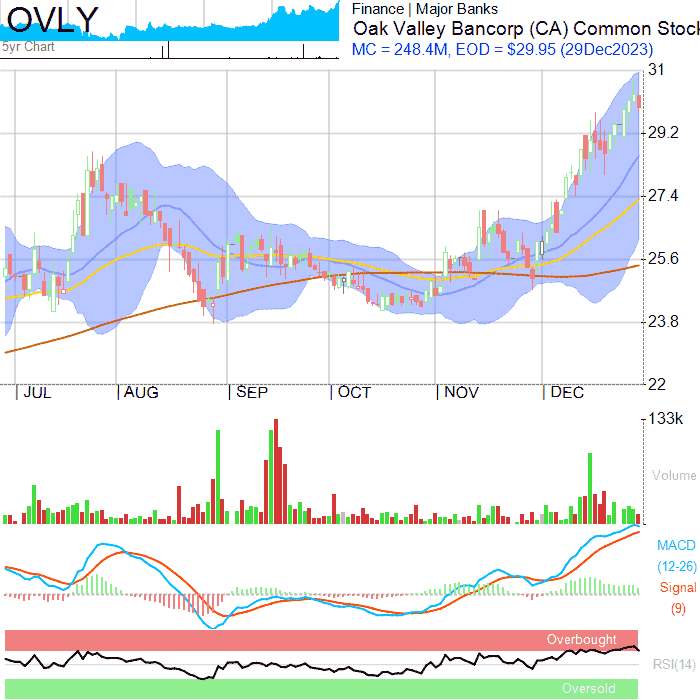 OVLY
5yr Chart
Finance | Major Banks
Oak Valley Bancorp (CA) Common Stock
MC = 248.4M, EOD = $29.95 (29Dec2023)
31
29.2
27.4
25.6
23.8
22
JUL AUG SEP OCT NOV DEC
133k
Volume
MACD
(12-26)
Signal
(9)
Overbought
RSI(14)
Oversold